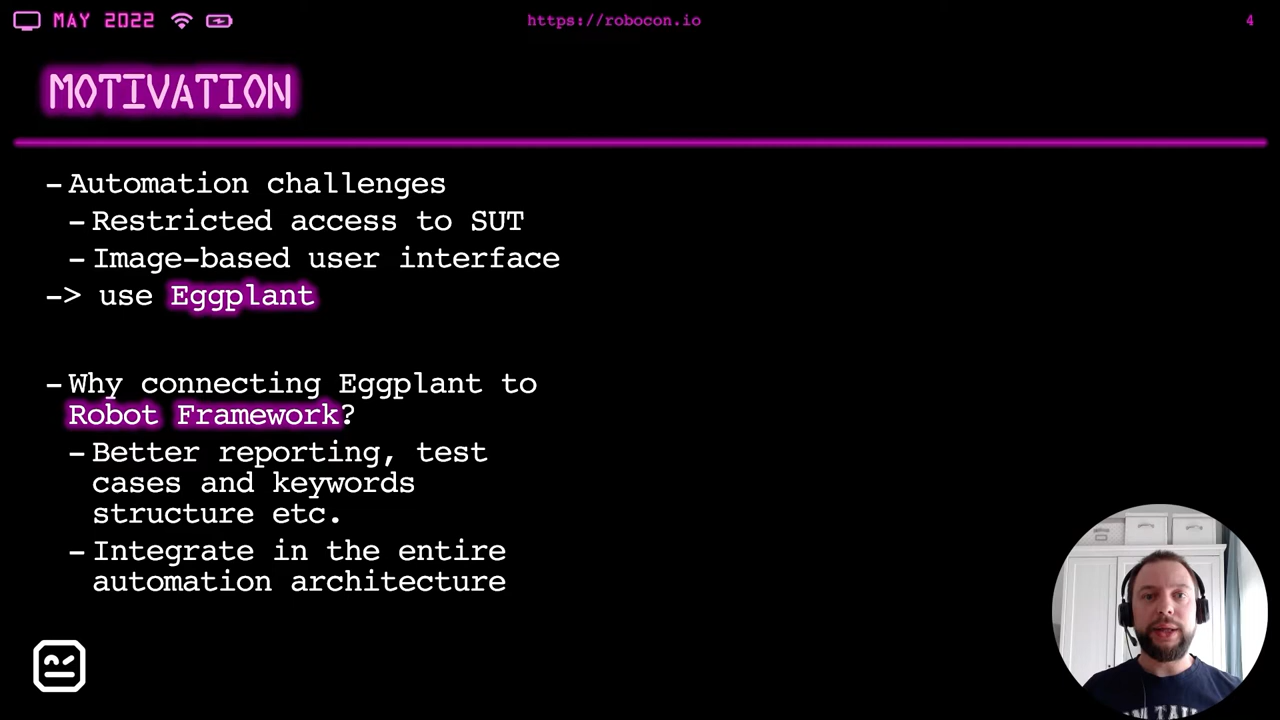 MAY 2022
https://robocon.io
4
MOTIVATION
–Automation challenges
–Restricted access to SUT
–Image-based user interface
-> use Eggplant
–Why connecting Eggplant to
Robot Framework?
–Better reporting, test
cases and keywords
structure etc.
–Integrate in the entire
automation architecture